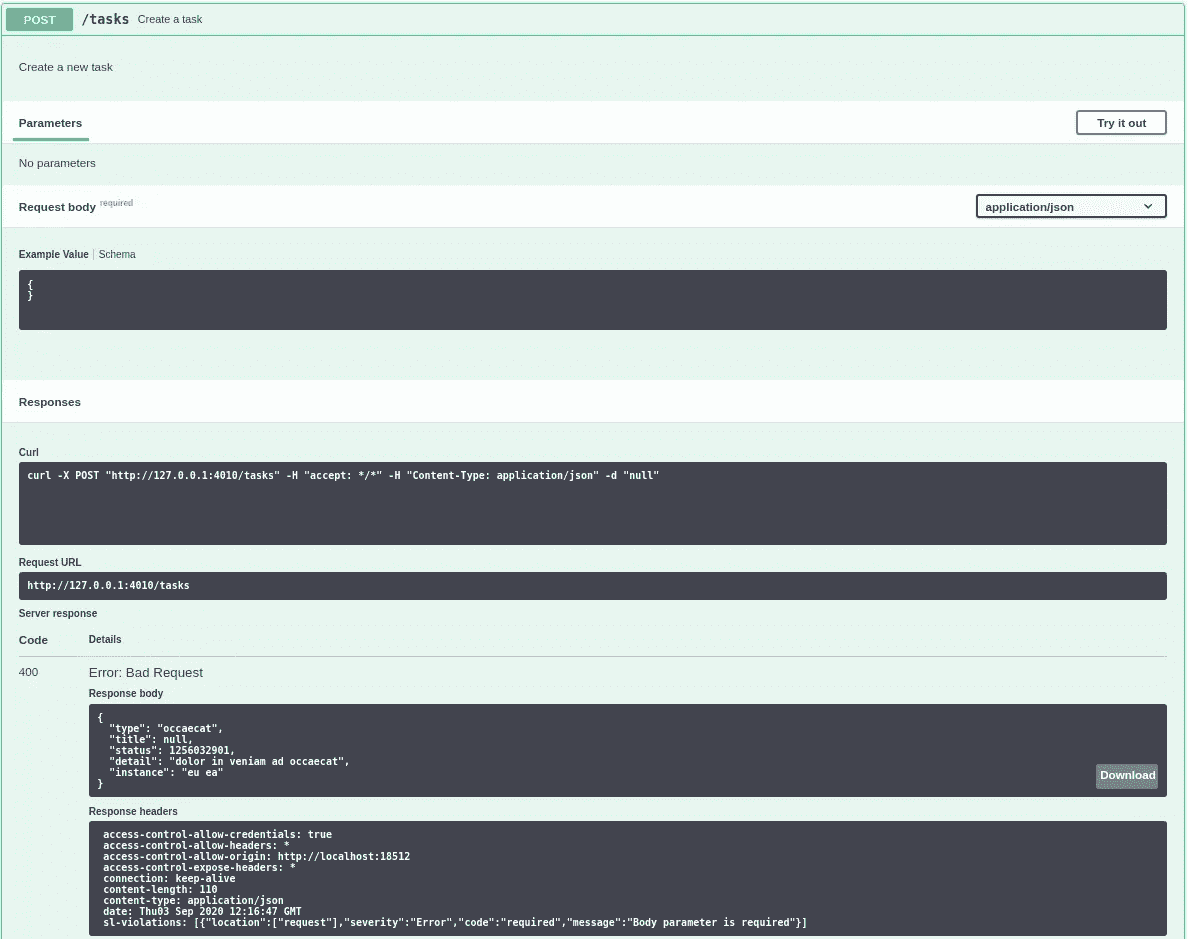 POST /tasks Create a task
Create a new task
Parameters Try it out
No parameters
Request body required application/json
Example Value Schema
{
}
Responses
Curl
curl -X POST "http://127.0.0.1:4010/tasks" -H "accept: */*" -H "Content-Type: application/json" -d "null"
Request URL
http://127.0.0.1:4010/tasks
Server response
Code Details
400 Error: Bad Request
Response body
{
"type": "occaecat",
"title": null,
"status": 1256032901,
"detail": "dolor in veniam ad occaecat",
"instance": "eu ea"
}
Download
Response headers
access-control-allow-credentials: true
access-control-allow-headers: *
access-control-allow-origin: http://localhost:18512
access-control-expose-headers: *
connection: keep-alive
content-length: 110
content-type: application/json
date: Thu03 Sep 2020 12:16:47 GMT
sl-violations: [{"location":["request"],"severity":"Error","code":"required","message":"Body parameter is required"}]